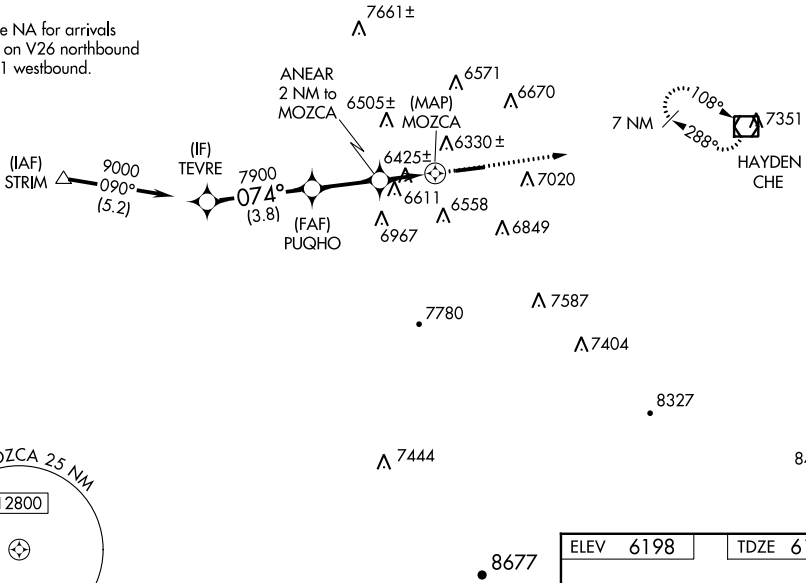 e NA for arrivals
on V26 northbound
1 westbound.
7661±
ANEAR
2 NM to
MOZCA
6505±
(MAP)
MOZCA
6571
6670
6330±
7 NM
108°
288°
7351
HAYDEN
CHE
(IAF)
STRIM
9000
090°
(5.2)
(IF)
TEVRE
7900
074°
(3.8)
(FAF)
PUQHO
6425±
6611
6967
6558
7020
6849
7780
7587
7404
8327
7444
OZCA 25 NM
12800
8677
ELEV 6198
TDZE